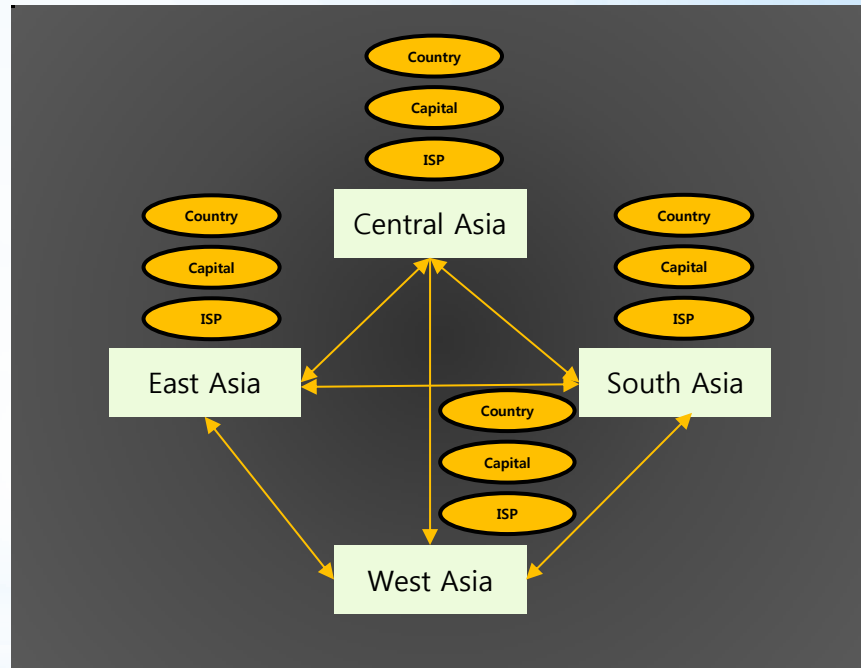 Country
Capital
ISP
Central Asia
Country
Capital
ISP
East Asia
Country
Capital
ISP
South Asia
Country
Capital
ISP
West Asia